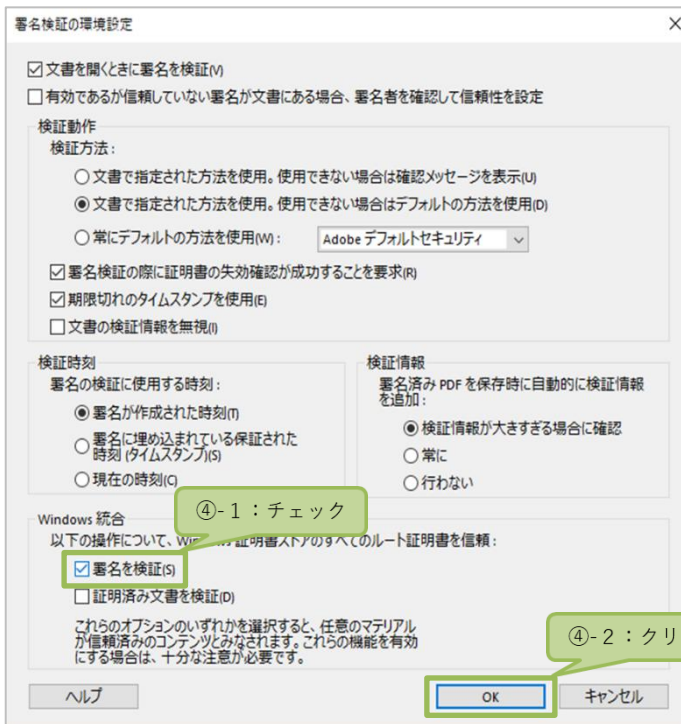 署名検証の環境設定 ×
文書を開くときに署名を検証(V)
有効であるが信頼していない署名が文書にある場合、署名者を確認して信頼性を設定
検証動作
検証方法:
文書で指定された方法を使用。使用できない場合は確認メッセージを表示(U)
文書で指定された方法を使用。使用できない場合はデフォルトの方法を使用(D)
常にデフォルトの方法を使用(W): Adobe デフォルトセキュリティ
署名検証の際に証明書の失効確認が成功することを要求(R)
期限切れのタイムスタンプを使用(E)
文書の検証情報を無視(I)
検証時刻
署名の検証に使用する時刻:
署名が作成された時刻(T)
署名に埋め込まれている保証された
時刻 (タイムスタンプ)(S)
現在の時刻(C)
検証情報
署名済み PDF を保存時に自動的に検証情報
を追加:
検証情報が大きすぎる場合に確認
常に
行わない
④-1:チェック
Windows 統合
以下の操作について、Wi 証明書ストアのすべてのルート証明書を信頼:
署名を検証(S)
証明済み文書を検証(D)
これらのオプションのいずれかを選択すると、任意のマテリアル
が信頼済みのコンテンツとみなされます。これらの機能を有効
にする場合は、十分な注意が必要です。
④-2:クリ
ヘルプ OK キャンセル